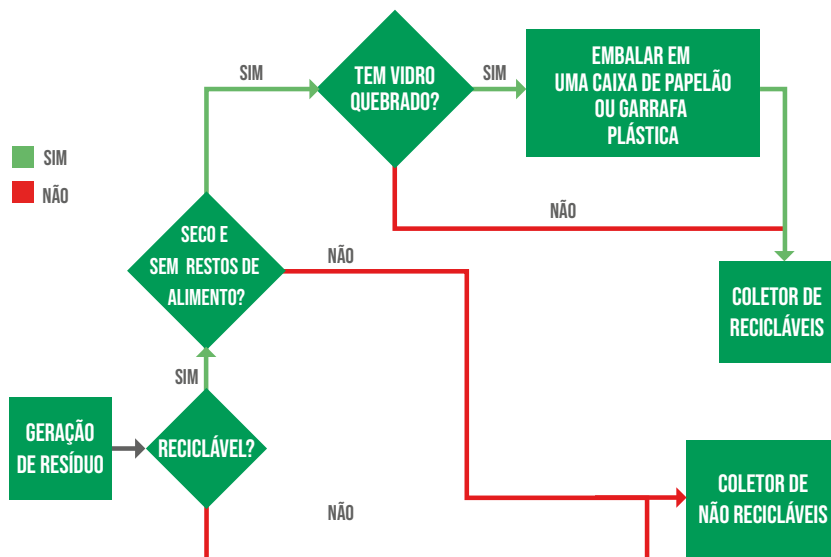 SIM
TEM VIDRO
QUEBRADO?
SIM
EMBALAR EM
UMA CAIXA DE PAPELÃO
OU GARRAFA
PLÁSTICA
SIM
NÃO
NÃO
SECO E
SEM RESTOS DE
ALIMENTO?
NÃO
COLETOR DE
RECICLÁVEIS
SIM
GERAÇÃO
DE RESÍDUO
RECICLÁVEL?
NÃO
COLETOR DE
NÃO RECICLÁVEIS